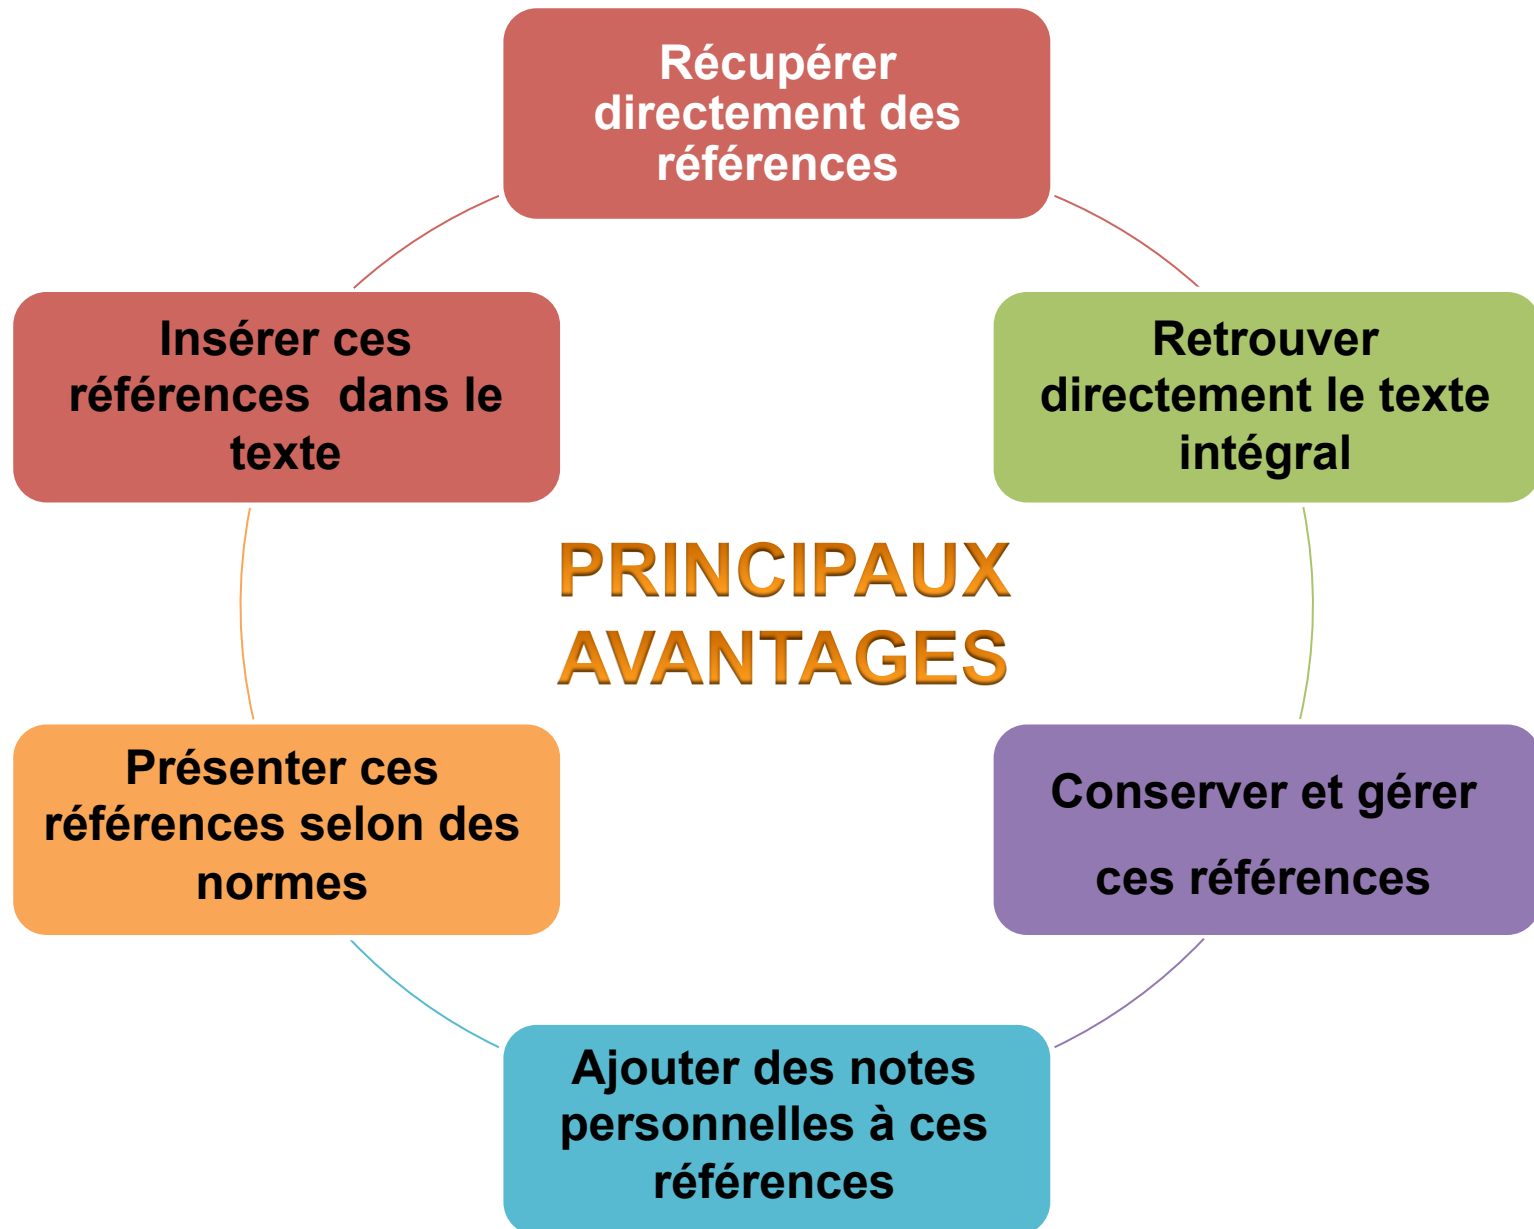 Récupérer
directement des
références
Retrouver
directement le texte
intégral
Conserver et gérer
ces références
Ajouter des notes
personnelles à ces
références
Présenter ces
références selon des
normes
Insérer ces
références dans le
texte
PRINCIPAUX
AVANTAGES